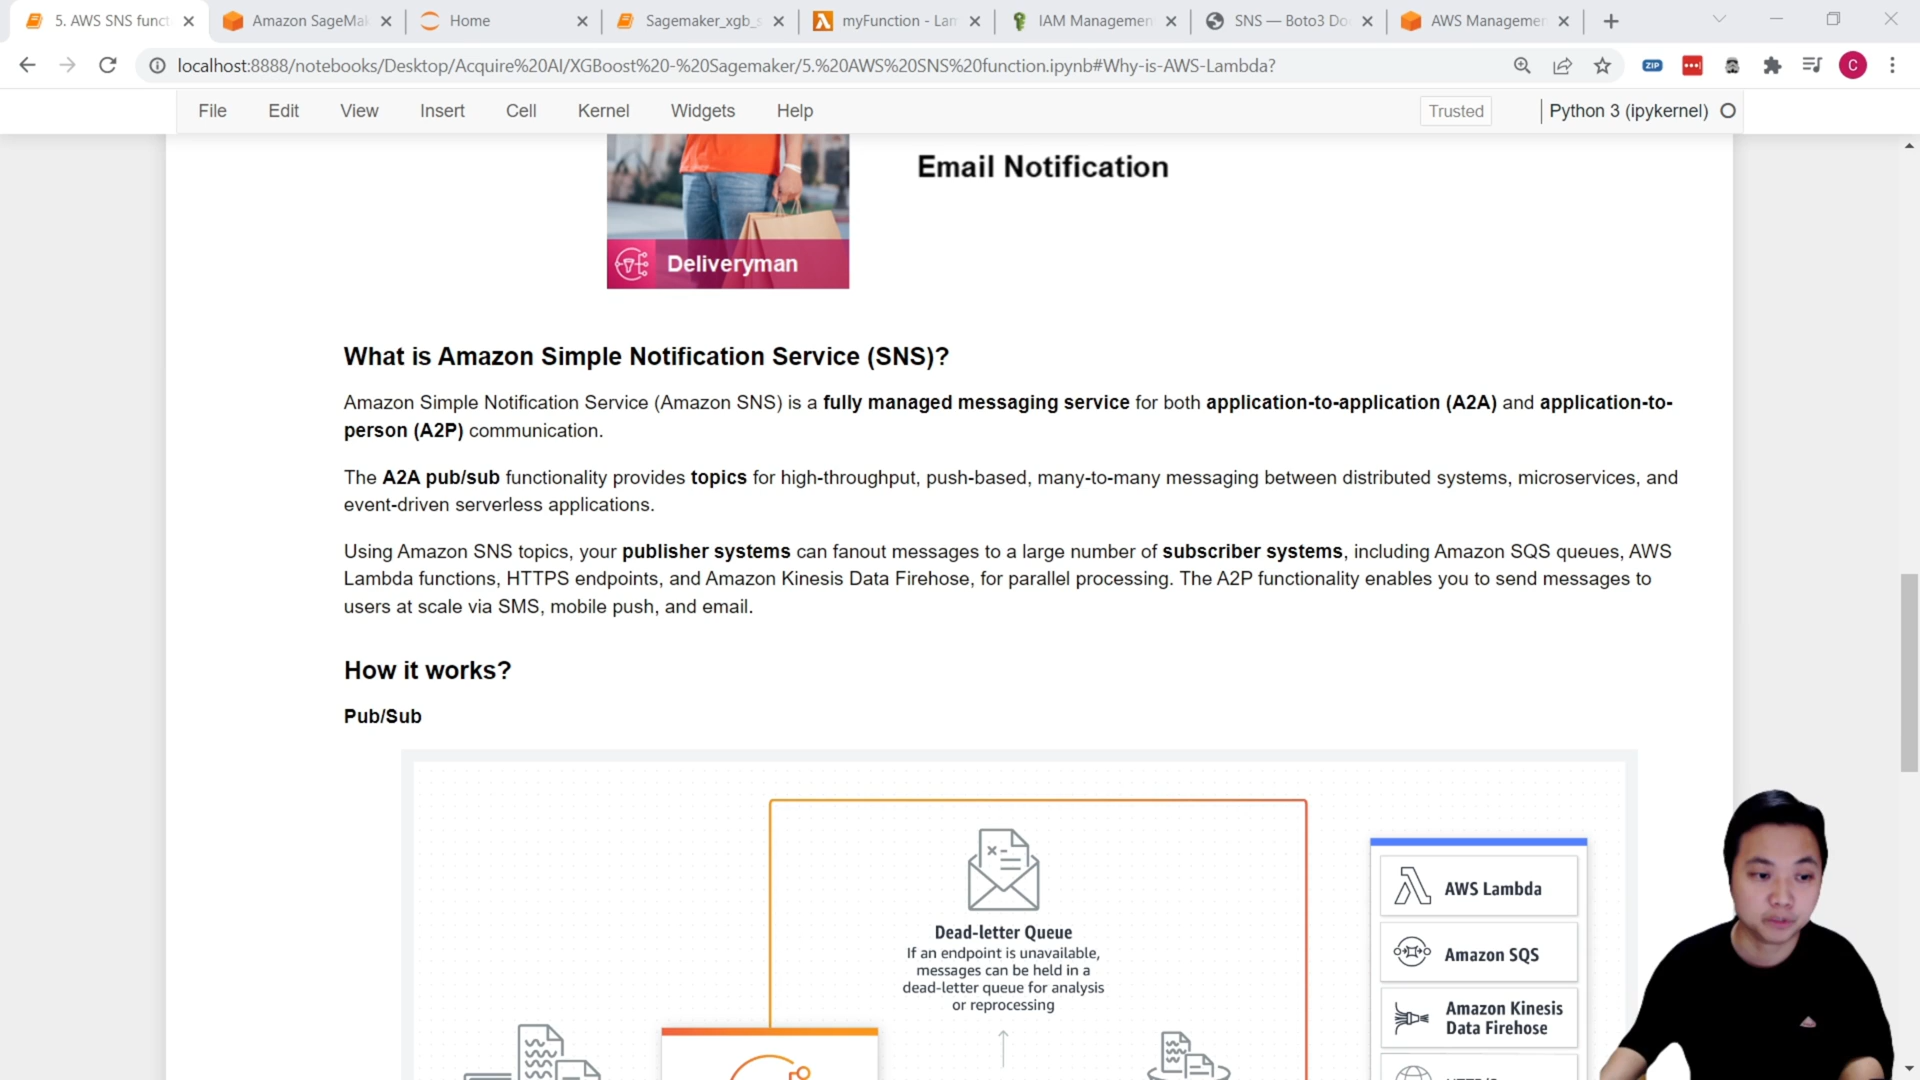 5. AWS SNS funct
Amazon SageMa
Home
Sagemaker_xgb_s
myFunction - Lam
IAM Managemen
SNS — Boto3 Do
AWS Managemen
localhost:8888/notebooks/Desktop/Acquire%20AI/XGBoost%20-%20Sagemaker/5.%20AWS%20SNS%20function.ipynb#Why-is-AWS-Lambda?
ZIP
C
File Edit View Insert Cell Kernel Widgets Help
Trusted
Python 3 (ipykernel)
Email Notification
Deliveryman
What is Amazon Simple Notification Service (SNS)?
Amazon Simple Notification Service (Amazon SNS) is a fully managed messaging service for both application-to-application (A2A) and application-to-
person (A2P) communication.
The A2A pub/sub functionality provides topics for high-throughput, push-based, many-to-many messaging between distributed systems, microservices, and
event-driven serverless applications.
Using Amazon SNS topics, your publisher systems can fanout messages to a large number of subscriber systems, including Amazon SQS queues, AWS
Lambda functions, HTTPS endpoints, and Amazon Kinesis Data Firehose, for parallel processing. The A2P functionality enables you to send messages to
users at scale via SMS, mobile push, and email.
How it works?
Pub/Sub
Dead-letter Queue
If an endpoint is unavailable,
messages can be held in a
dead-letter queue for analysis
or reprocessing
AWS Lambda
Amazon SQS
Amazon Kinesis
Data Firehose